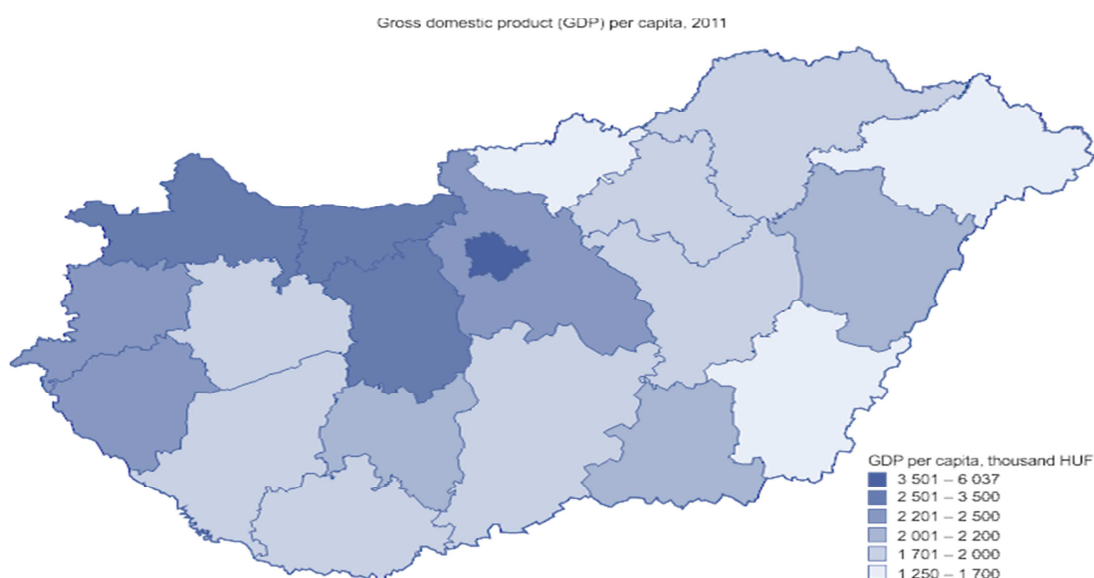 Gross domestic product (GDP) per capita, 2011
GDP per capita, thousand HUF
3 501 – 6 037
2 501 – 3 500
2 201 – 2 500
2 001 – 2 200
1 701 – 2 000
1 250 – 1 700